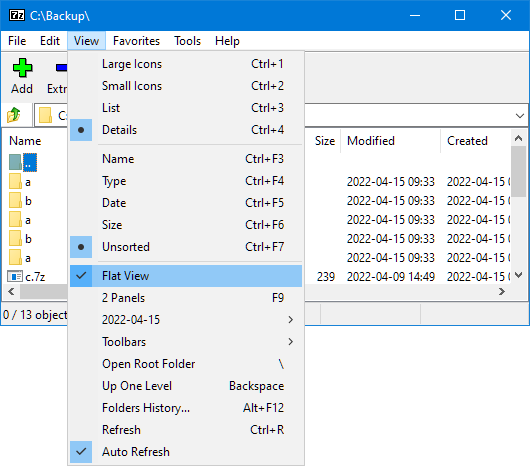 7z C:\Backup\
File Edit View Favorites Tools Help
Large Icons Ctrl+1
Add Small Icons Ctrl+2
List Ctrl+3
Details Ctrl+4
Name Size Modified Created
Name Ctrl+F3
..
Type Ctrl+F4
a 2022-04-15 09:33 2022-04-15
Date Ctrl+F5
b 2022-04-15 09:33 2022-04-15
Size Ctrl+F6
a 2022-04-15 09:33 2022-04-15
Unsorted Ctrl+F7
b 2022-04-15 09:33 2022-04-15
a 2022-04-15 09:33 2022-04-15
Flat View
c.7z 239 2022-04-09 14:49 2022-04-15
2 Panels F9
0 / 13 object
2022-04-15
Toolbars
Open Root Folder \
Up One Level Backspace
Folders History... Alt+F12
Refresh Ctrl+R
Auto Refresh